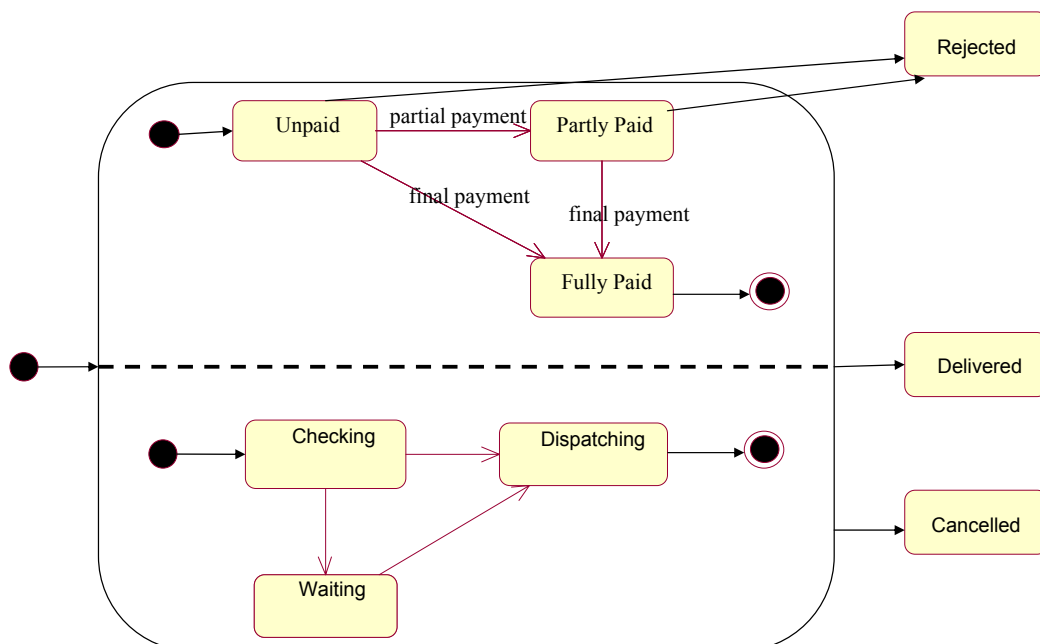 Rejected
Unpaid
partial payment
Partly Paid
final payment
final payment
Fully Paid
Delivered
Checking
Dispatching
Cancelled
Waiting